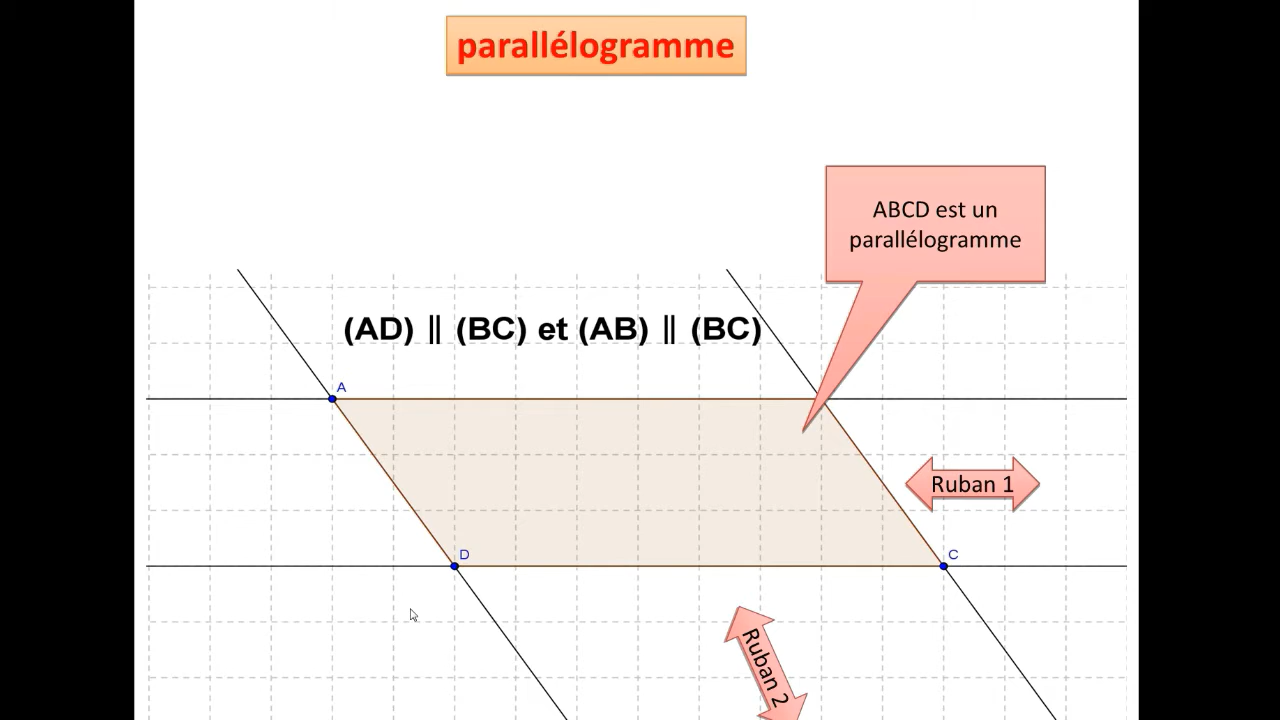 parallélogramme
ABCD est un
parallélogramme
(AD) ∥ (BC) et (AB) ∥ (BC)
A
Ruban 1
D
C
Ruban 2